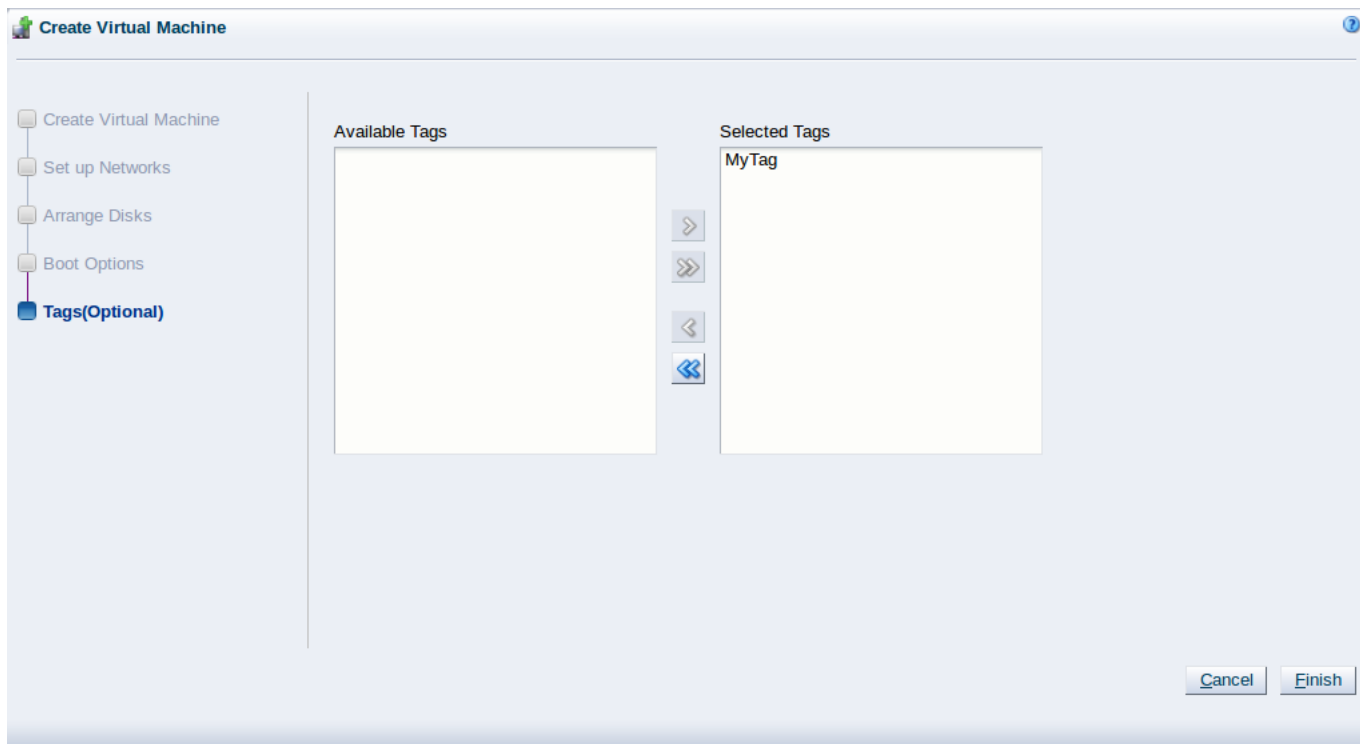 Create Virtual Machine
Create Virtual Machine
Set up Networks
Arrange Disks
Boot Options
Tags(Optional)
Available Tags
Selected Tags
MyTag
Cancel
Finish